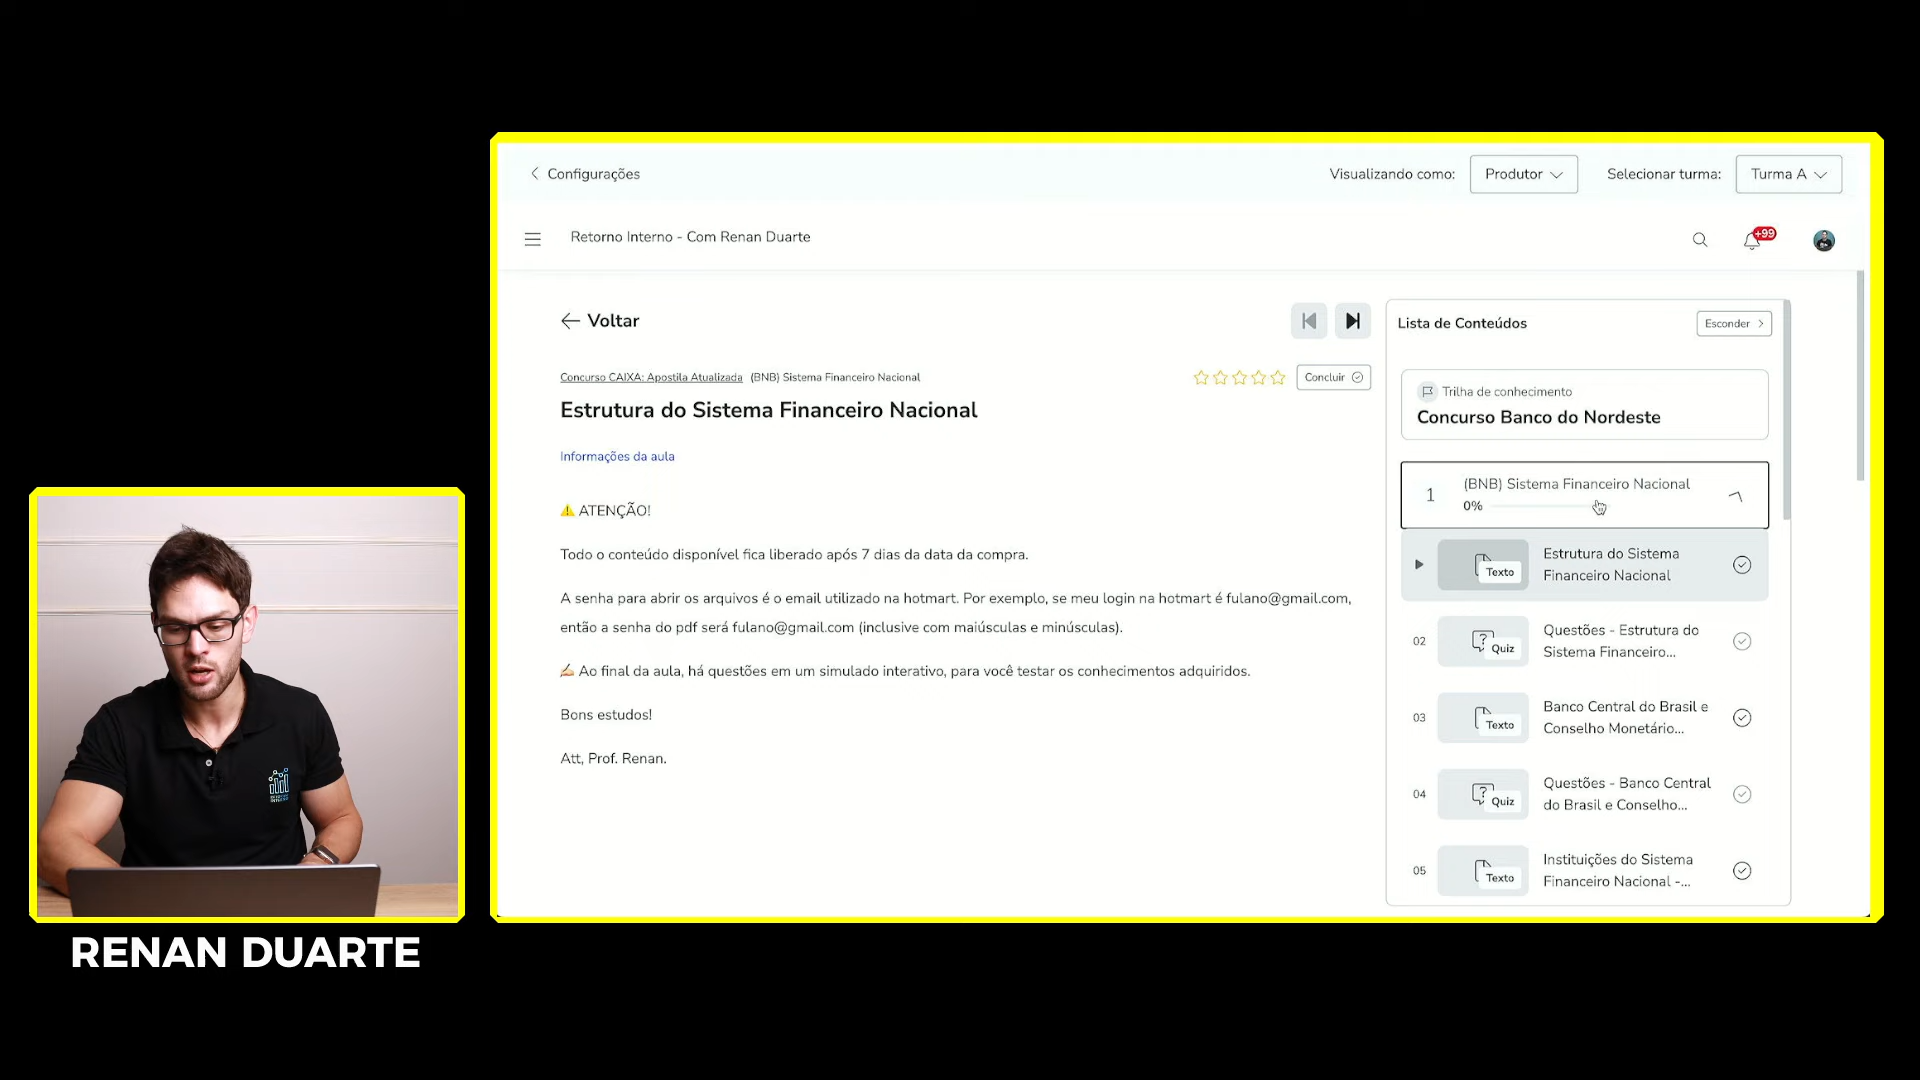 Configurações
Visualizando como:
Produtor
Selecionar turma:
Turma A
Retorno Interno - Com Renan Duarte
+99
Voltar
Concurso CAIXA: Apostila Atualizada (BNB) Sistema Financeiro Nacional
Concluir
Estrutura do Sistema Financeiro Nacional
Informações da aula
⚠️ ATENÇÃO!
Todo o conteúdo disponível fica liberado após 7 dias da data da compra.
A senha para abrir os arquivos é o email utilizado na hotmart. Por exemplo, se meu login na hotmart é fulano@gmail.com,
então a senha do pdf será fulano@gmail.com (inclusive com maiúsculas e minúsculas).
✍️ Ao final da aula, há questões em um simulado interativo, para você testar os conhecimentos adquiridos.
Bons estudos!
Att, Prof. Renan.
Lista de Conteúdos
Esconder
Trilha de conhecimento
Concurso Banco do Nordeste
1
(BNB) Sistema Financeiro Nacional
0%
Texto
Estrutura do Sistema
Financeiro Nacional
02
Quiz
Questões - Estrutura do
Sistema Financeiro...
03
Texto
Banco Central do Brasil e
Conselho Monetário...
04
Quiz
Questões - Banco Central
do Brasil e Conselho...
05
Texto
Instituições do Sistema
Financeiro Nacional -...
RENAN DUARTE